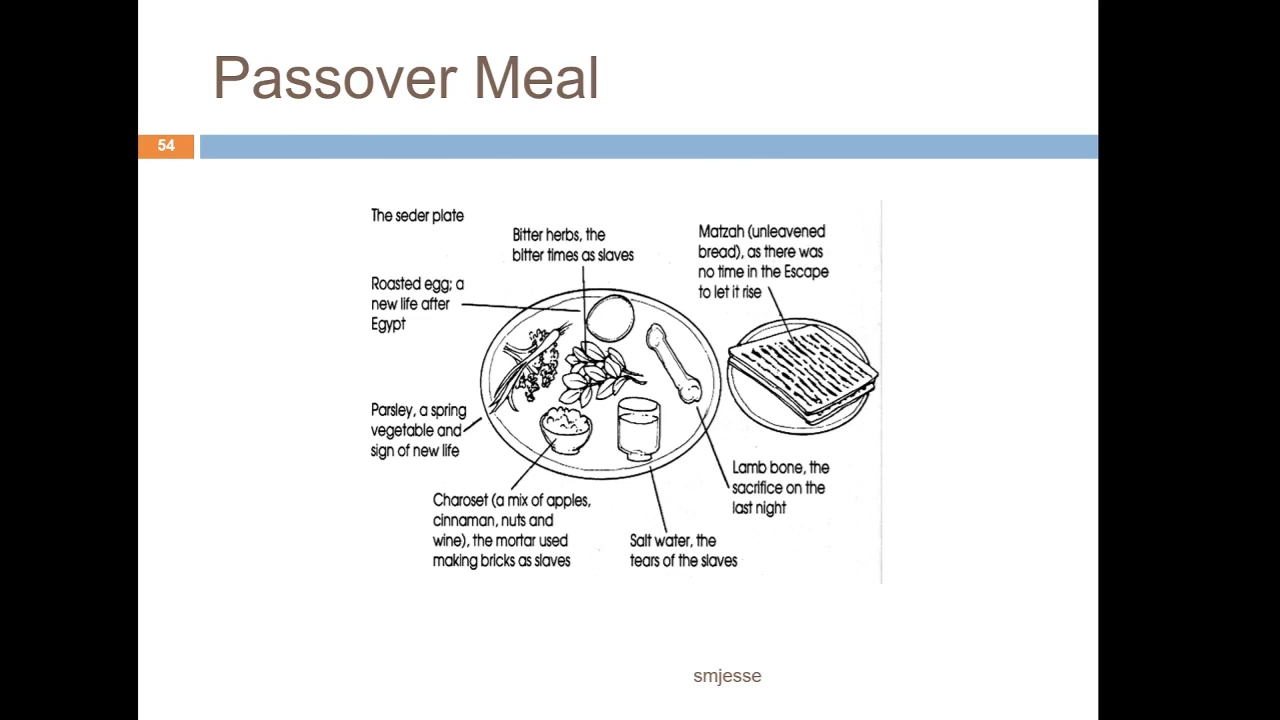 Passover Meal
54
The seder plate
Bitter herbs, the
bitter times as slaves
Matzah (unleavened
bread), as there was
no time in the Escape
to let it rise
Roasted egg; a
new life after
Egypt
Parsley, a spring
vegetable and
sign of new life
Charoset (a mix of apples,
cinnaman, nuts and
wine), the mortar used
making bricks as slaves
Salt water, the
tears of the slaves
Lamb bone, the
sacrifice on the
last night
smjesse